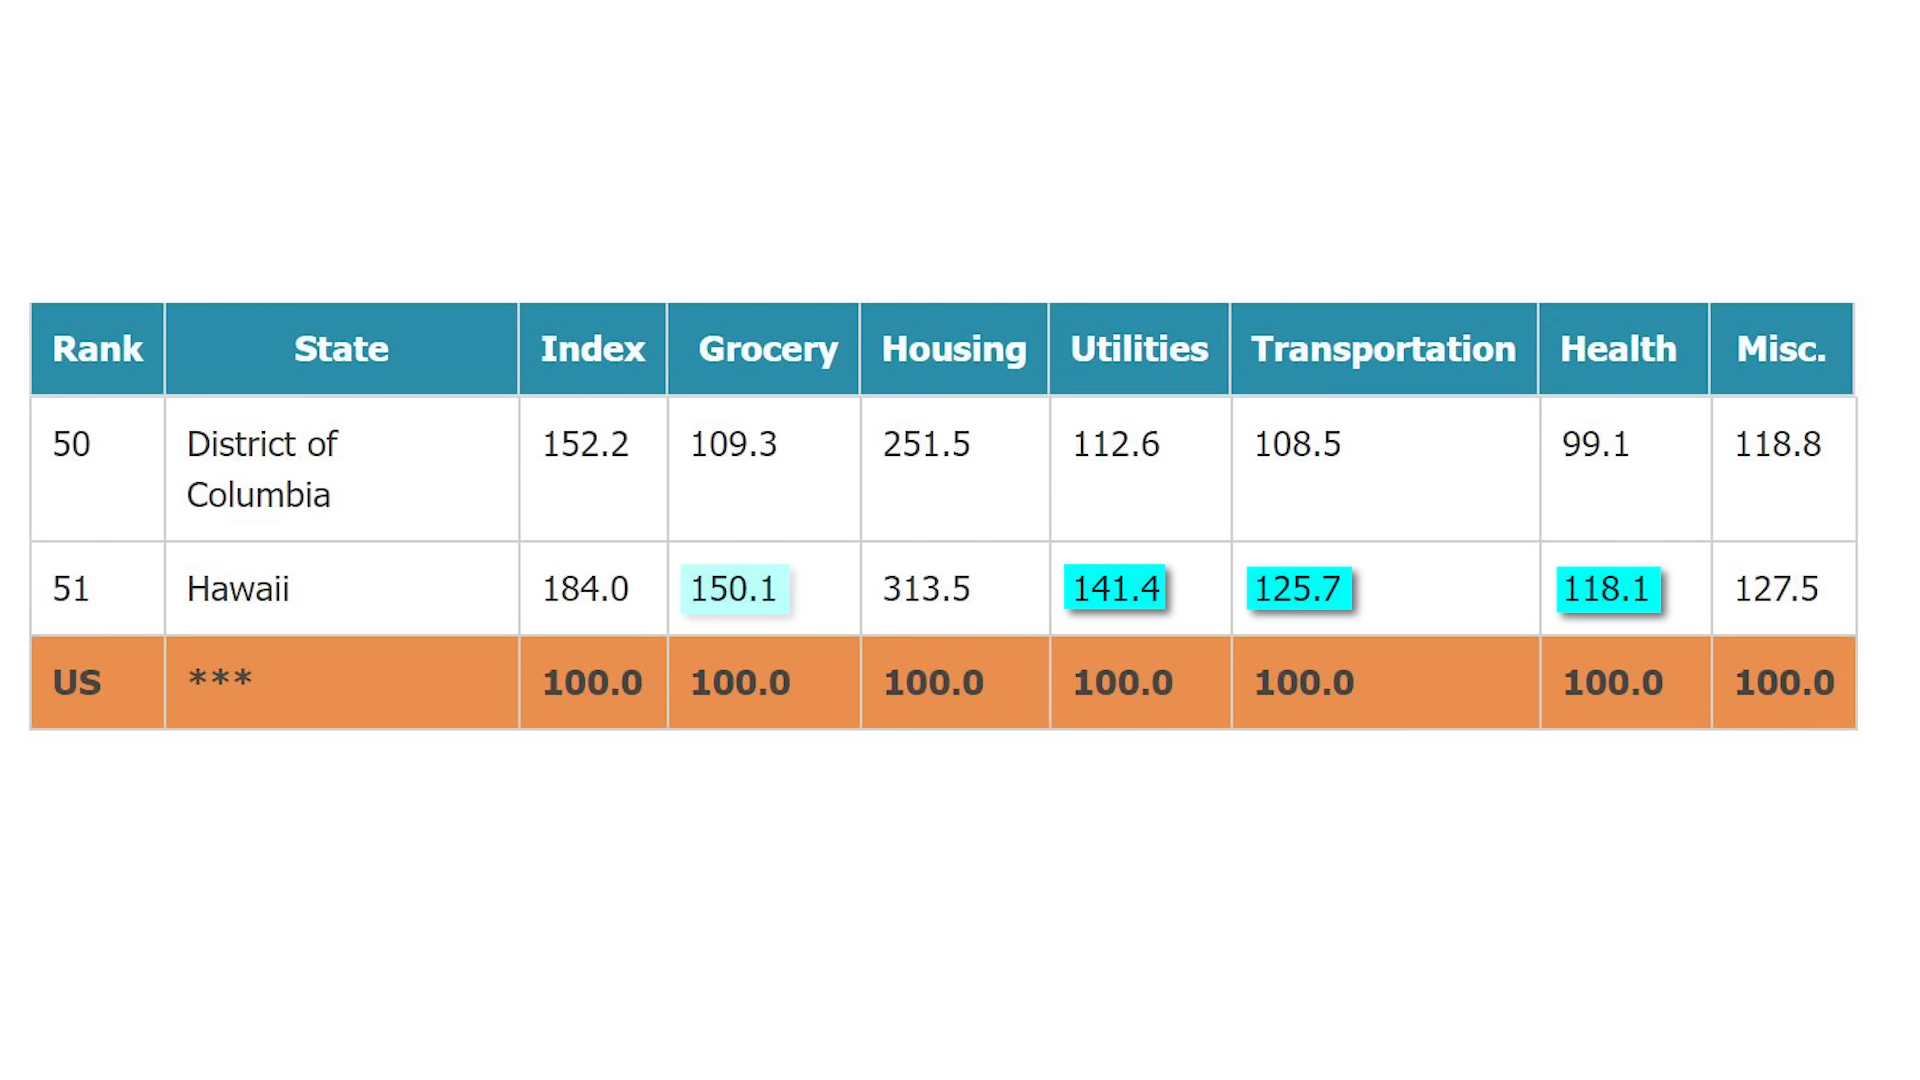 Rank State Index Grocery Housing Utilities Transportation Health Misc.
50 District of 152.2 109.3 251.5 112.6 108.5 99.1 118.8
Columbia
51 Hawaii 184.0 150.1 313.5 141.4 125.7 118.1 127.5
US *** 100.0 100.0 100.0 100.0 100.0 100.0 100.0